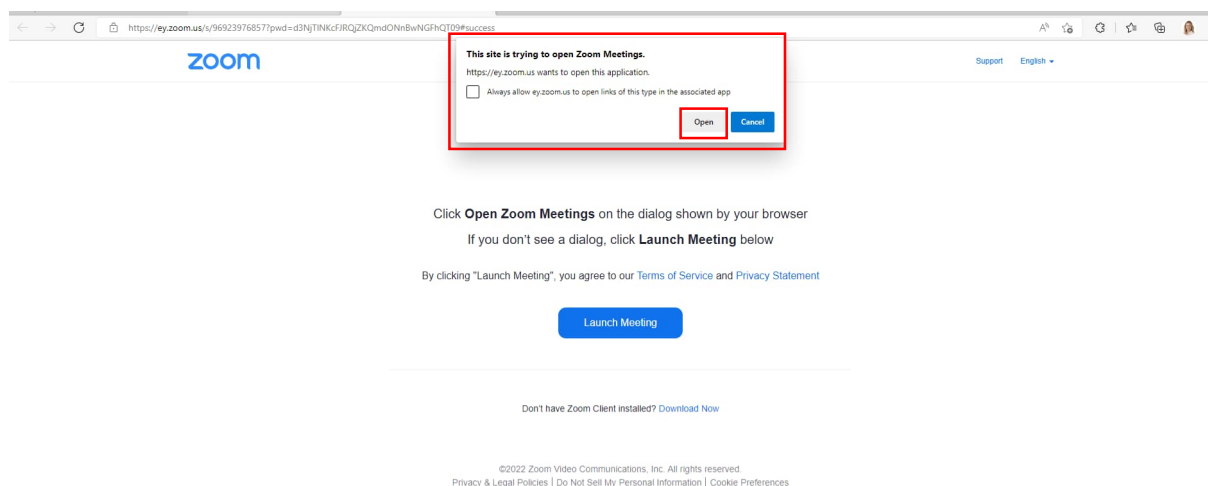 https://ey.zoom.us/s/96923976857?pwd=d3NjTlNKcFJRQjZKQmdONnBwNGFhQT09#success
zoom
Support English
This site is trying to open Zoom Meetings.
https://ey.zoom.us wants to open this application.
Always allow ey.zoom.us to open links of this type in the associated app
Open Cancel
Click Open Zoom Meetings on the dialog shown by your browser
If you don't see a dialog, click Launch Meeting below
By clicking "Launch Meeting", you agree to our Terms of Service and Privacy Statement
Launch Meeting
Don't have Zoom Client installed? Download Now
©2022 Zoom Video Communications, Inc. All rights reserved.
Privacy & Legal Policies | Do Not Sell My Personal Information | Cookie Preferences